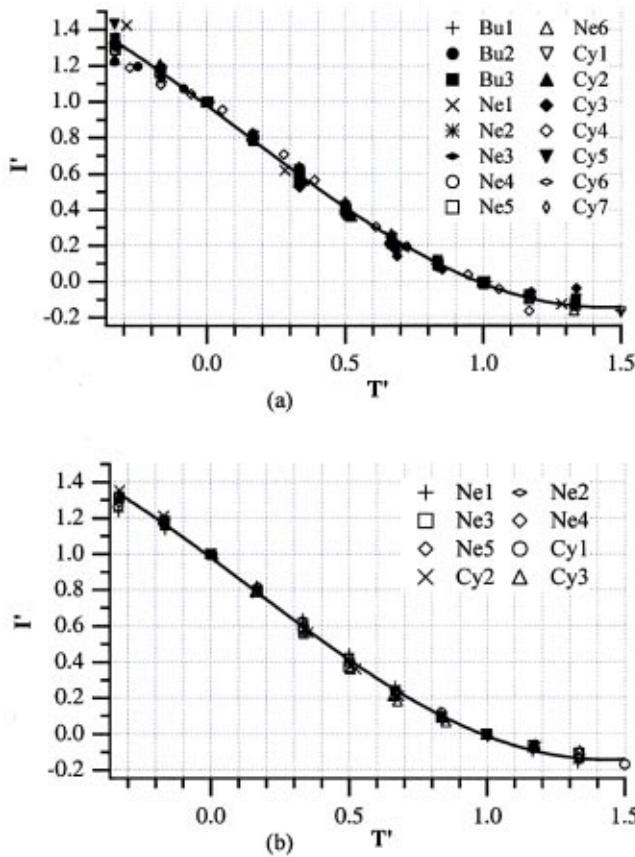 1.4
1.2
1.0
0.8
0.6
0.4
0.2
0.0
-0.2
I'
Bu1 Ne6
Bu2 Cy1
Bu3 Cy2
Ne1 Cy3
Ne2 Cy4
Ne3 Cy5
Ne4 Cy6
Ne5 Cy7
0.0 0.5 1.0 1.5
T'
(a)
1.4
1.2
1.0
0.8
0.6
0.4
0.2
0.0
-0.2
I'
Ne1 Ne2
Ne3 Ne4
Ne5 Cy1
Cy2 Cy3
0.0 0.5 1.0 1.5
T'
(b)